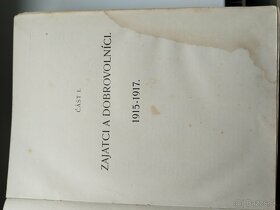 ČÁST I.
ZAJATCI A DOBROVOLNÍCI.
1915-1917.